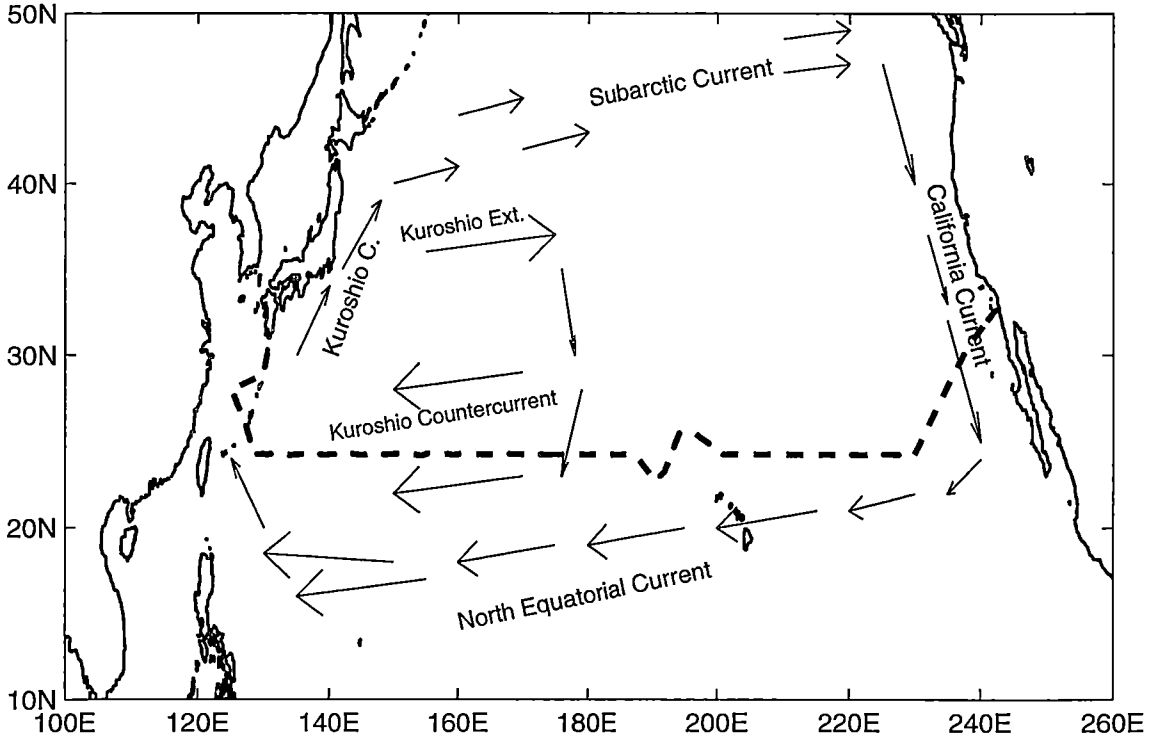 50N
40N
30N
20N
10N
Subarctic Current
Kuroshio Ext.
Kuroshio C.
California Current
Kuroshio Countercurrent
North Equatorial Current
100E 120E 140E 160E 180E 200E 220E 240E 260E